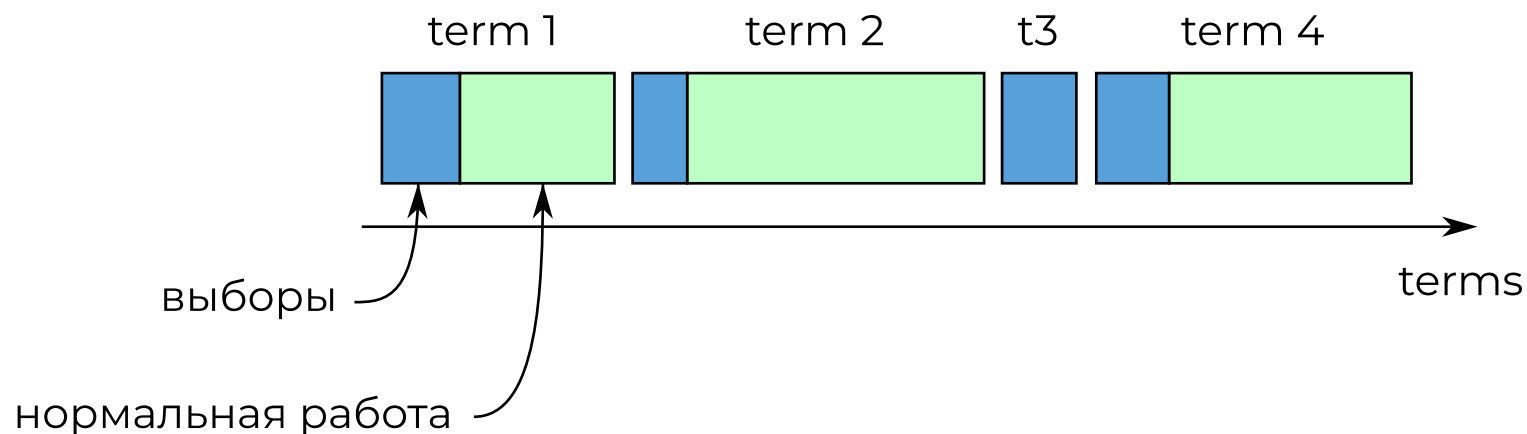 term 1
term 2
t3
term 4
terms
выборы
нормальная работа